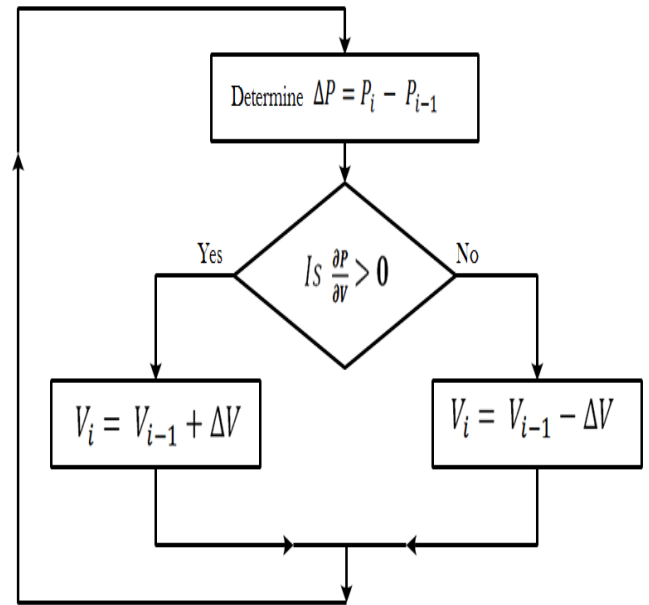 Determine ΔP = Pᵢ − Pᵢ₋₁
Yes
No
Is ∂P/∂V > 0
Vᵢ = Vᵢ₋₁ + ΔV
Vᵢ = Vᵢ₋₁ − ΔV